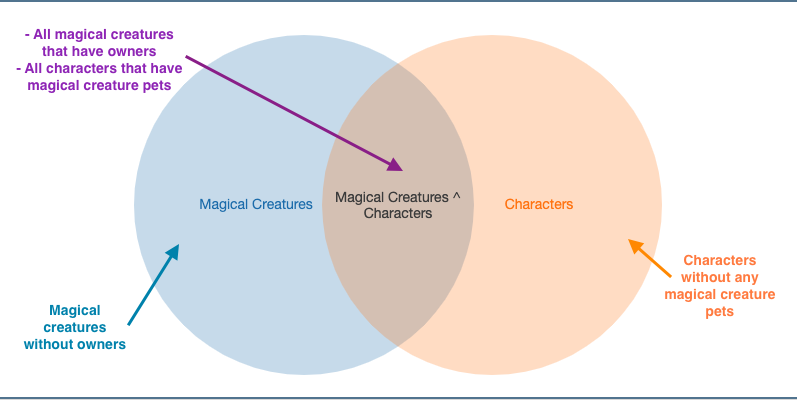 - All magical creatures
that have owners
- All characters that have
magical creature pets
Magical Creatures
Magical Creatures ^
Characters
Characters
Characters
without any
magical creature
pets
Magical
creatures
without owners